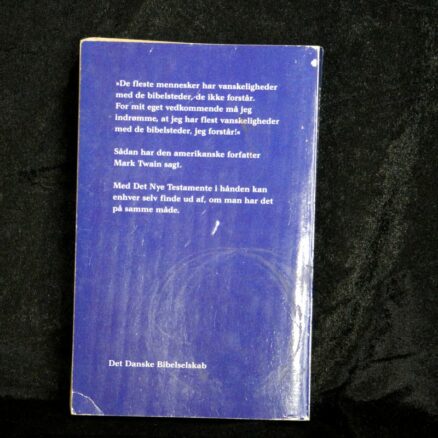 »De fleste mennesker har vanskeligheder
med de bibelsteder, de ikke forstår.
For mit eget vedkommende må jeg
indrømme, at jeg har flest vanskeligheder
med de bibelsteder, jeg forstår!«
Sådan har den amerikanske forfatter
Mark Twain sagt.
Med Det Nye Testamente i hånden kan
enhver selv finde ud af, om man har det
på samme måde.
Det Danske Bibelselskab